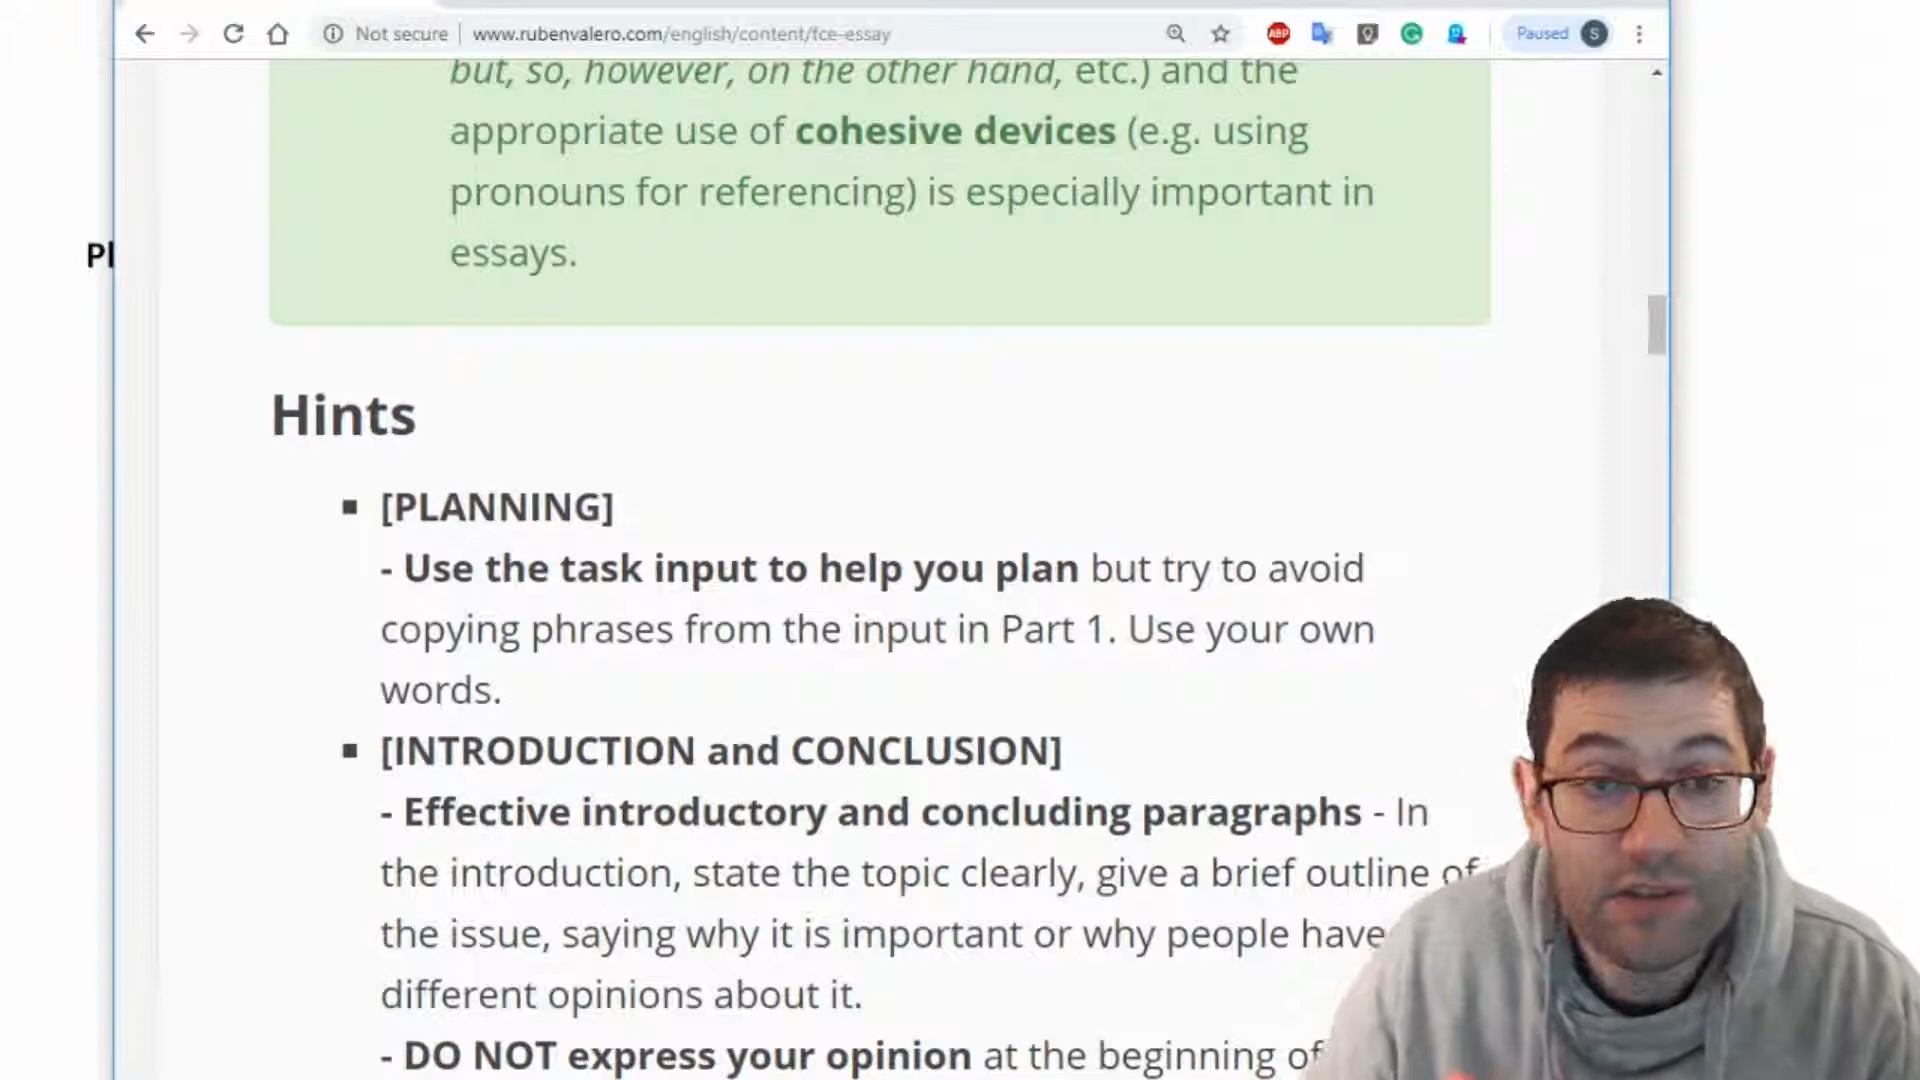 Not secure www.rubenvalero.com/english/content/fce-essay ABP Paused S
but, so, however, on the other hand, etc.) and the
appropriate use of cohesive devices (e.g. using
pronouns for referencing) is especially important in
essays.
Pl
Hints
[PLANNING]
- Use the task input to help you plan but try to avoid
copying phrases from the input in Part 1. Use your own
words.
[INTRODUCTION and CONCLUSION]
- Effective introductory and concluding paragraphs - In
the introduction, state the topic clearly, give a brief outline of
the issue, saying why it is important or why people have
different opinions about it.
- DO NOT express your opinion at the beginning of